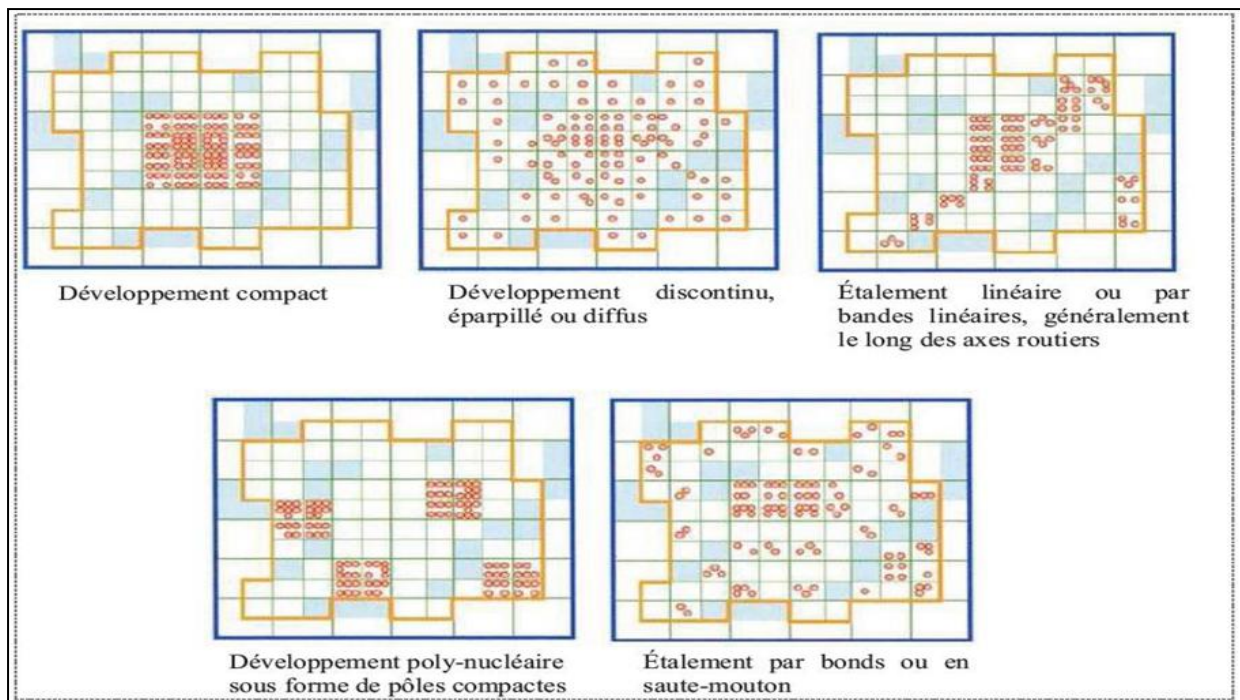 Développement compact
Développement discontinu,
éparpillé ou diffus
Étalement linéaire ou par
bandes linéaires, généralement
le long des axes routiers
Développement poly-nucléaire
sous forme de pôles compactes
Étalement par bonds ou en
saute-mouton